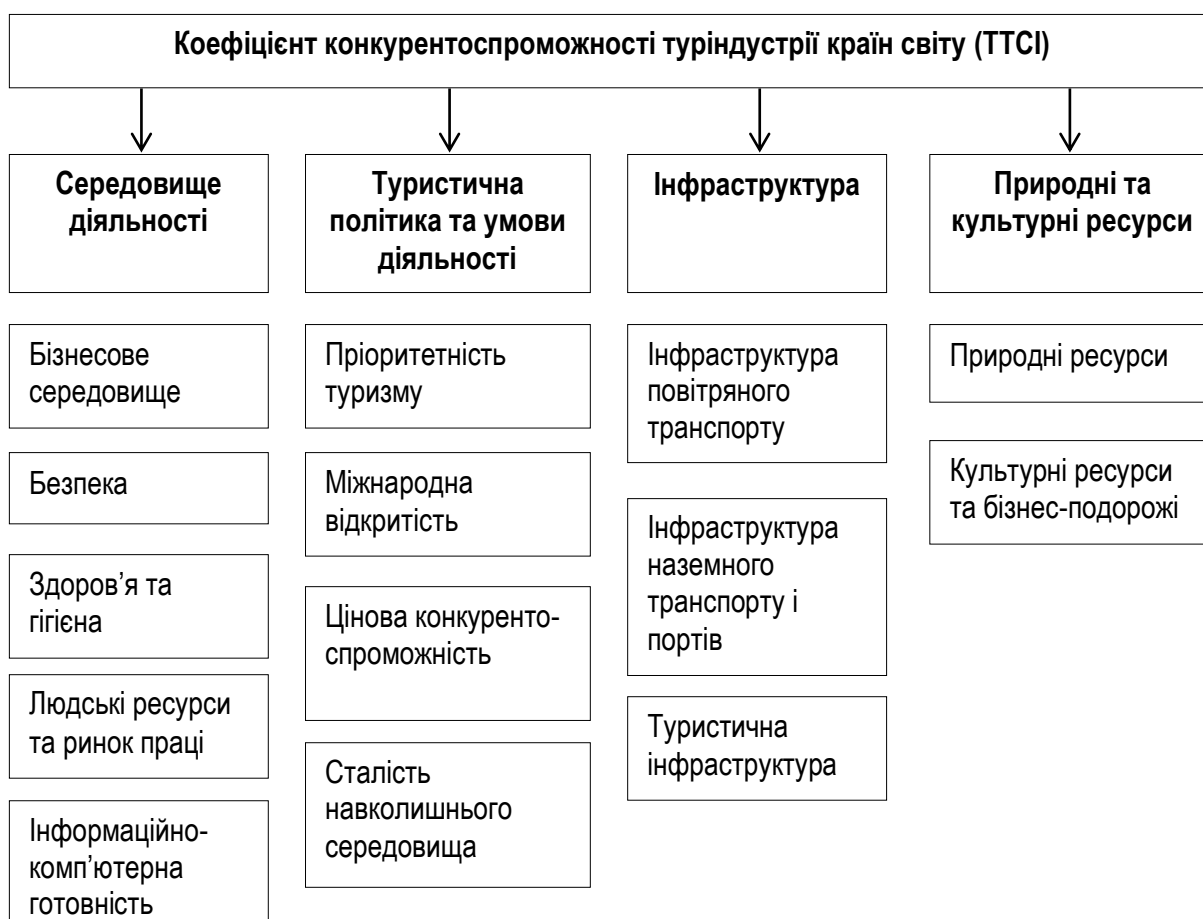 Коефіцієнт конкурентоспроможності туріндустрії країн світу (ТТСІ)
Середовище
діяльності
Туристична
політика та умови
діяльності
Інфраструктура
Природні та
культурні ресурси
Бізнесове
середовище
Безпека
Здоров’я та
гігієна
Людські ресурси
та ринок праці
Інформаційно-
комп’ютерна
готовність
Пріоритетність
туризму
Міжнародна
відкритість
Цінова конкуренто-
спроможність
Сталість
навколишнього
середовища
Інфраструктура
повітряного
транспорту
Інфраструктура
наземного
транспорту і
портів
Туристична
інфраструктура
Природні ресурси
Культурні ресурси
та бізнес-подорожі